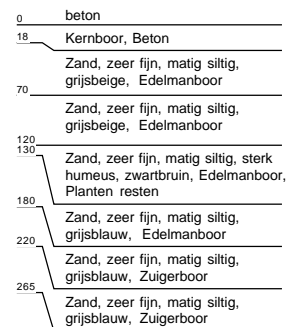 0 beton
18 Kernboor, Beton
Zand, zeer fijn, matig siltig,
grijsbeige, Edelmanboor
70
Zand, zeer fijn, matig siltig,
grijsbeige, Edelmanboor
120
130
Zand, zeer fijn, matig siltig, sterk
humeus, zwartbruin, Edelmanboor,
Planten resten
180
Zand, zeer fijn, matig siltig,
grijsblauw, Edelmanboor
220
Zand, zeer fijn, matig siltig,
grijsblauw, Zuigerboor
265
Zand, zeer fijn, matig siltig,
grijsblauw, Zuigerboor